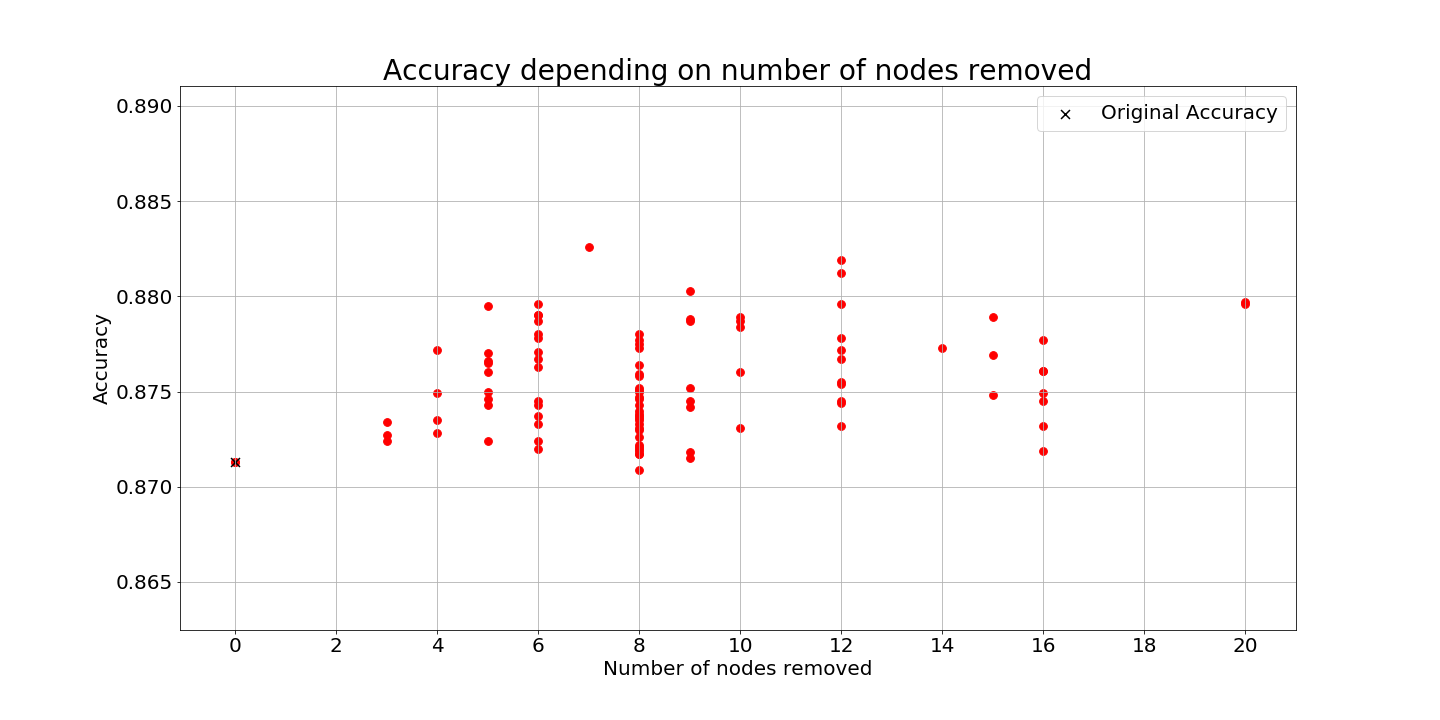 Accuracy depending on number of nodes removed
Original Accuracy
0.890
0.885
0.880
0.875
0.870
0.865
Accuracy
0 2 4 6 8 10 12 14 16 18 20
Number of nodes removed